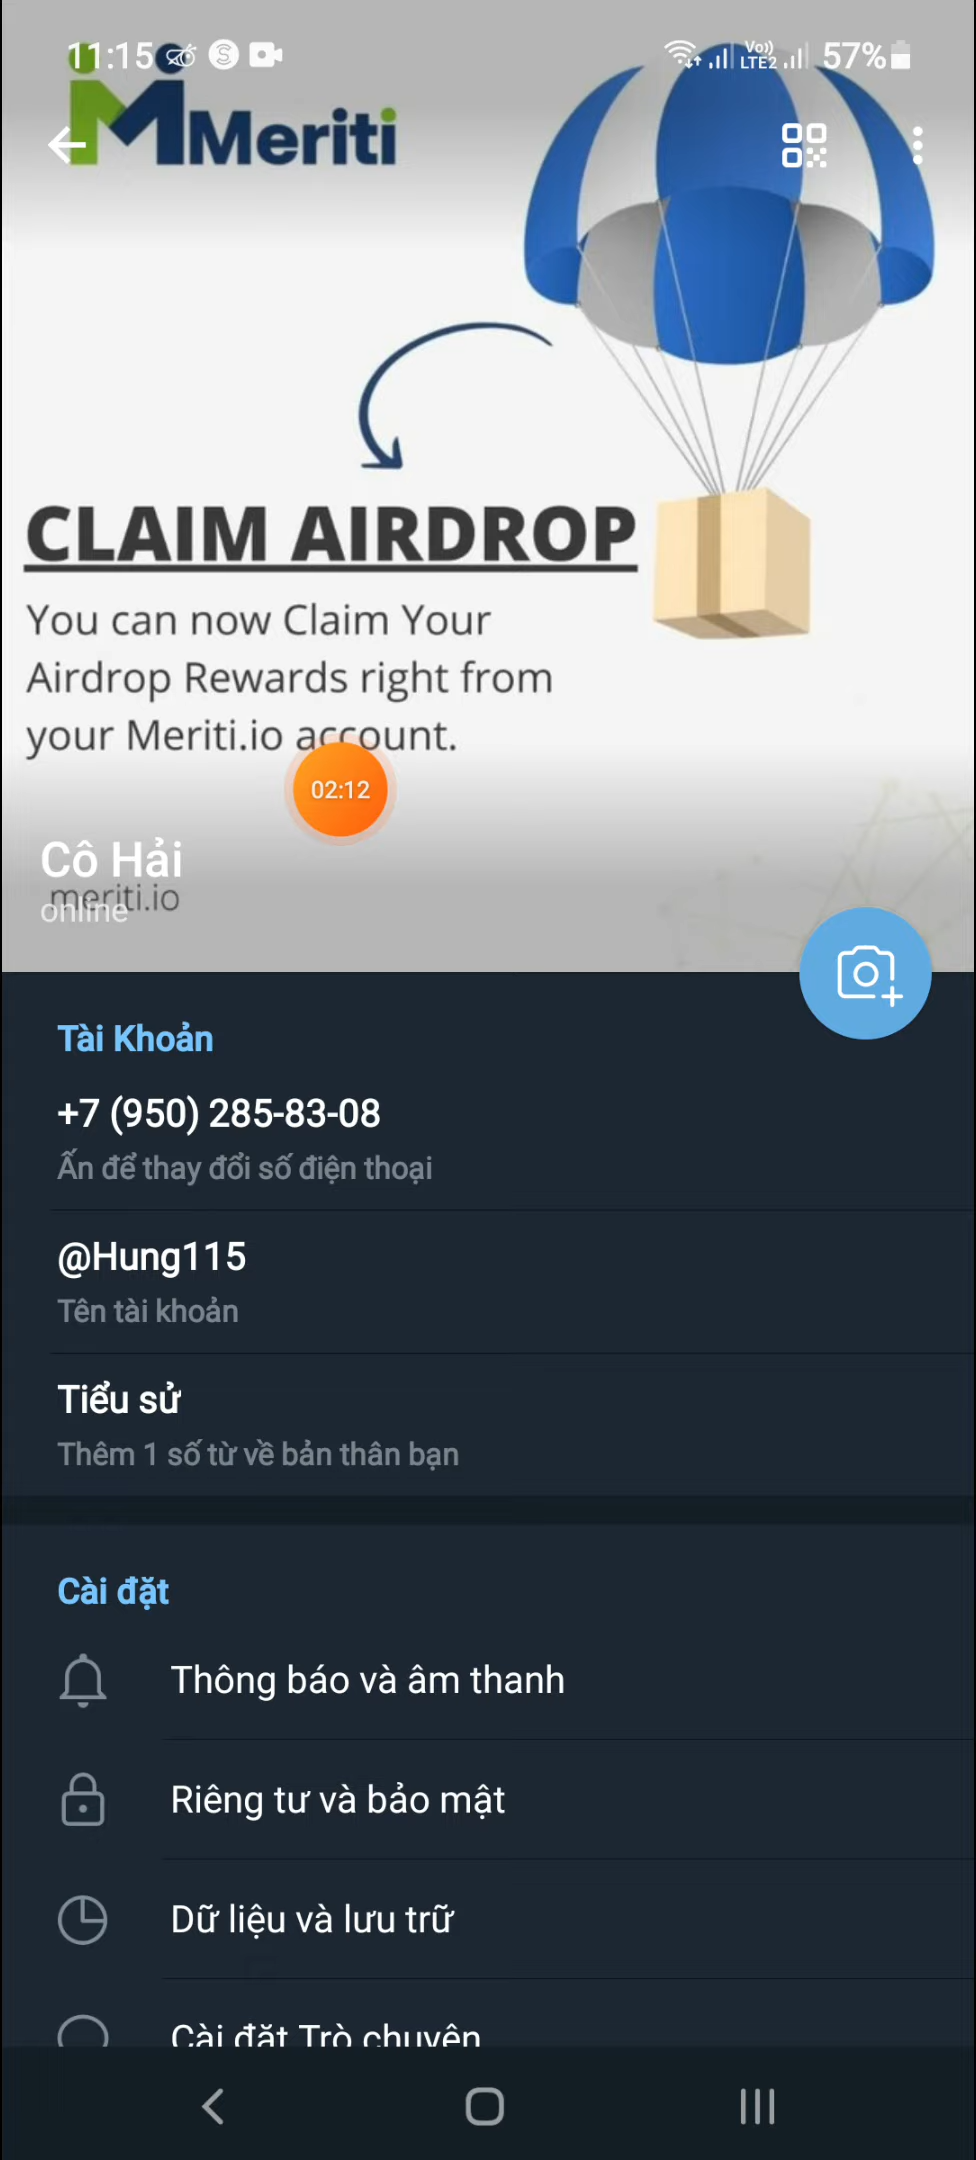 11:15
Vo))
LTE2
57%
Meriti
CLAIM AIRDROP
You can now Claim Your
Airdrop Rewards right from
your Meriti.io account.
02:12
Cô Hải
meriti.io
online
Tài Khoản
+7 (950) 285-83-08
Ấn để thay đổi số điện thoại
@Hung115
Tên tài khoản
Tiểu sử
Thêm 1 số từ về bản thân bạn
Cài đặt
Thông báo và âm thanh
Riêng tư và bảo mật
Dữ liệu và lưu trữ
Cài đặt Trò chuyện